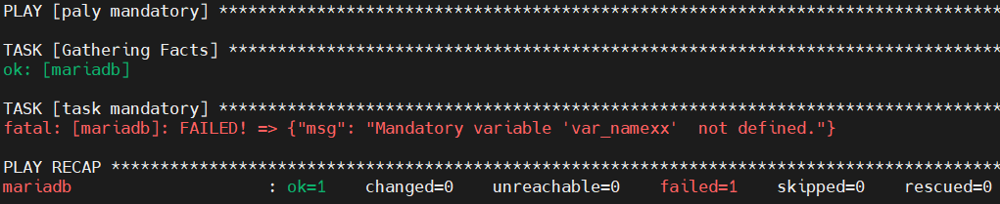 PLAY [paly mandatory] ********************************************************************************
TASK [Gathering Facts] *******************************************************************************
ok: [mariadb]
TASK [task mandatory] ********************************************************************************
fatal: [mariadb]: FAILED! => {"msg": "Mandatory variable 'var_namexx'  not defined."}
PLAY RECAP *******************************************************************************************
mariadb                    : ok=1    changed=0    unreachable=0    failed=1    skipped=0    rescued=0